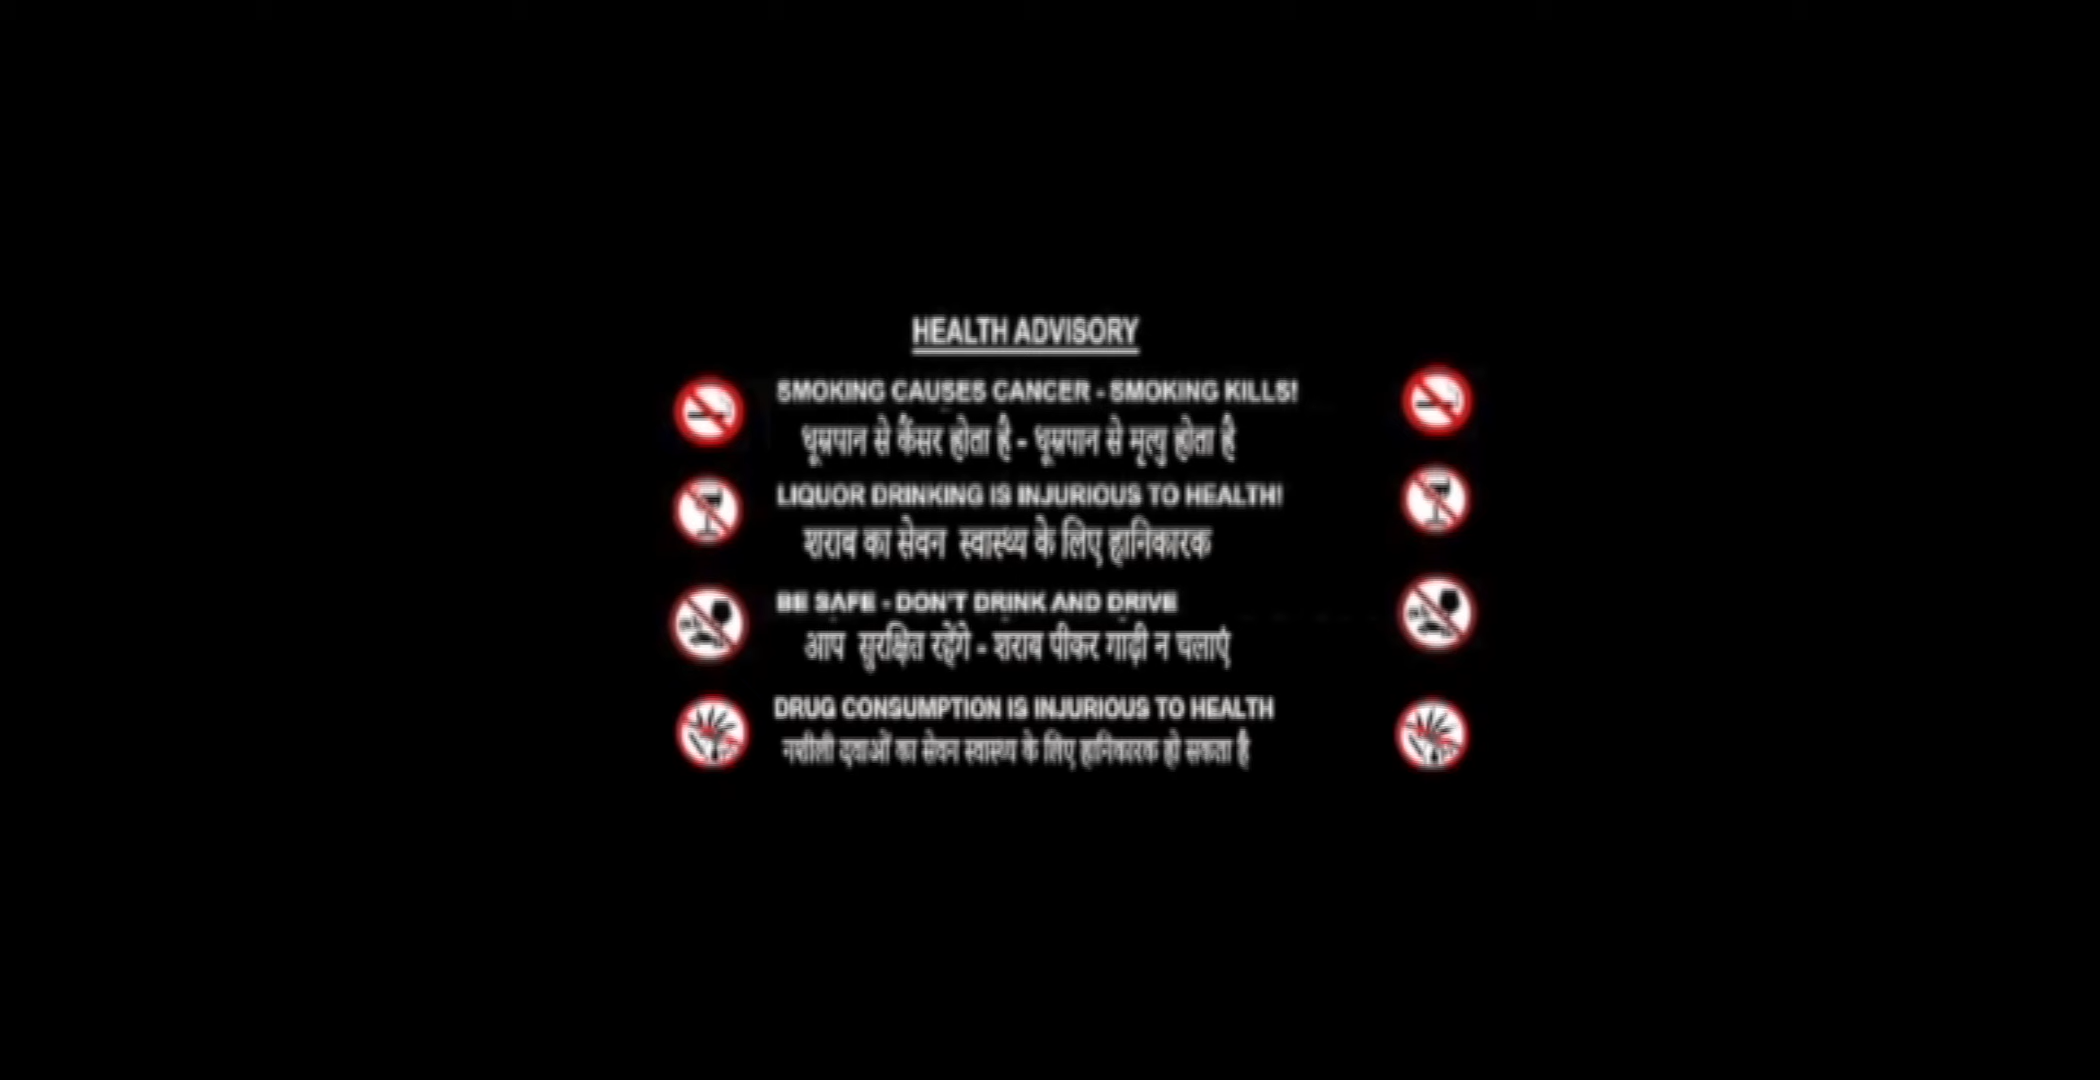 HEALTH ADVISORY
SMOKING CAUSES CANCER - SMOKING KILLS!
धूम्रपान से कैंसर होता है - धूम्रपान से मृत्यु होता है
LIQUOR DRINKING IS INJURIOUS TO HEALTH!
शराब का सेवन स्वास्थ्य के लिए हानिकारक
BE SAFE - DON'T DRINK AND DRIVE
आप सुरक्षित रहेंगे - शराब पीकर गाढ़ी न चलाएं
DRUG CONSUMPTION IS INJURIOUS TO HEALTH
नशीली दवाओं का सेवन स्वास्थ्य के लिए हानिकारक हो सकता है